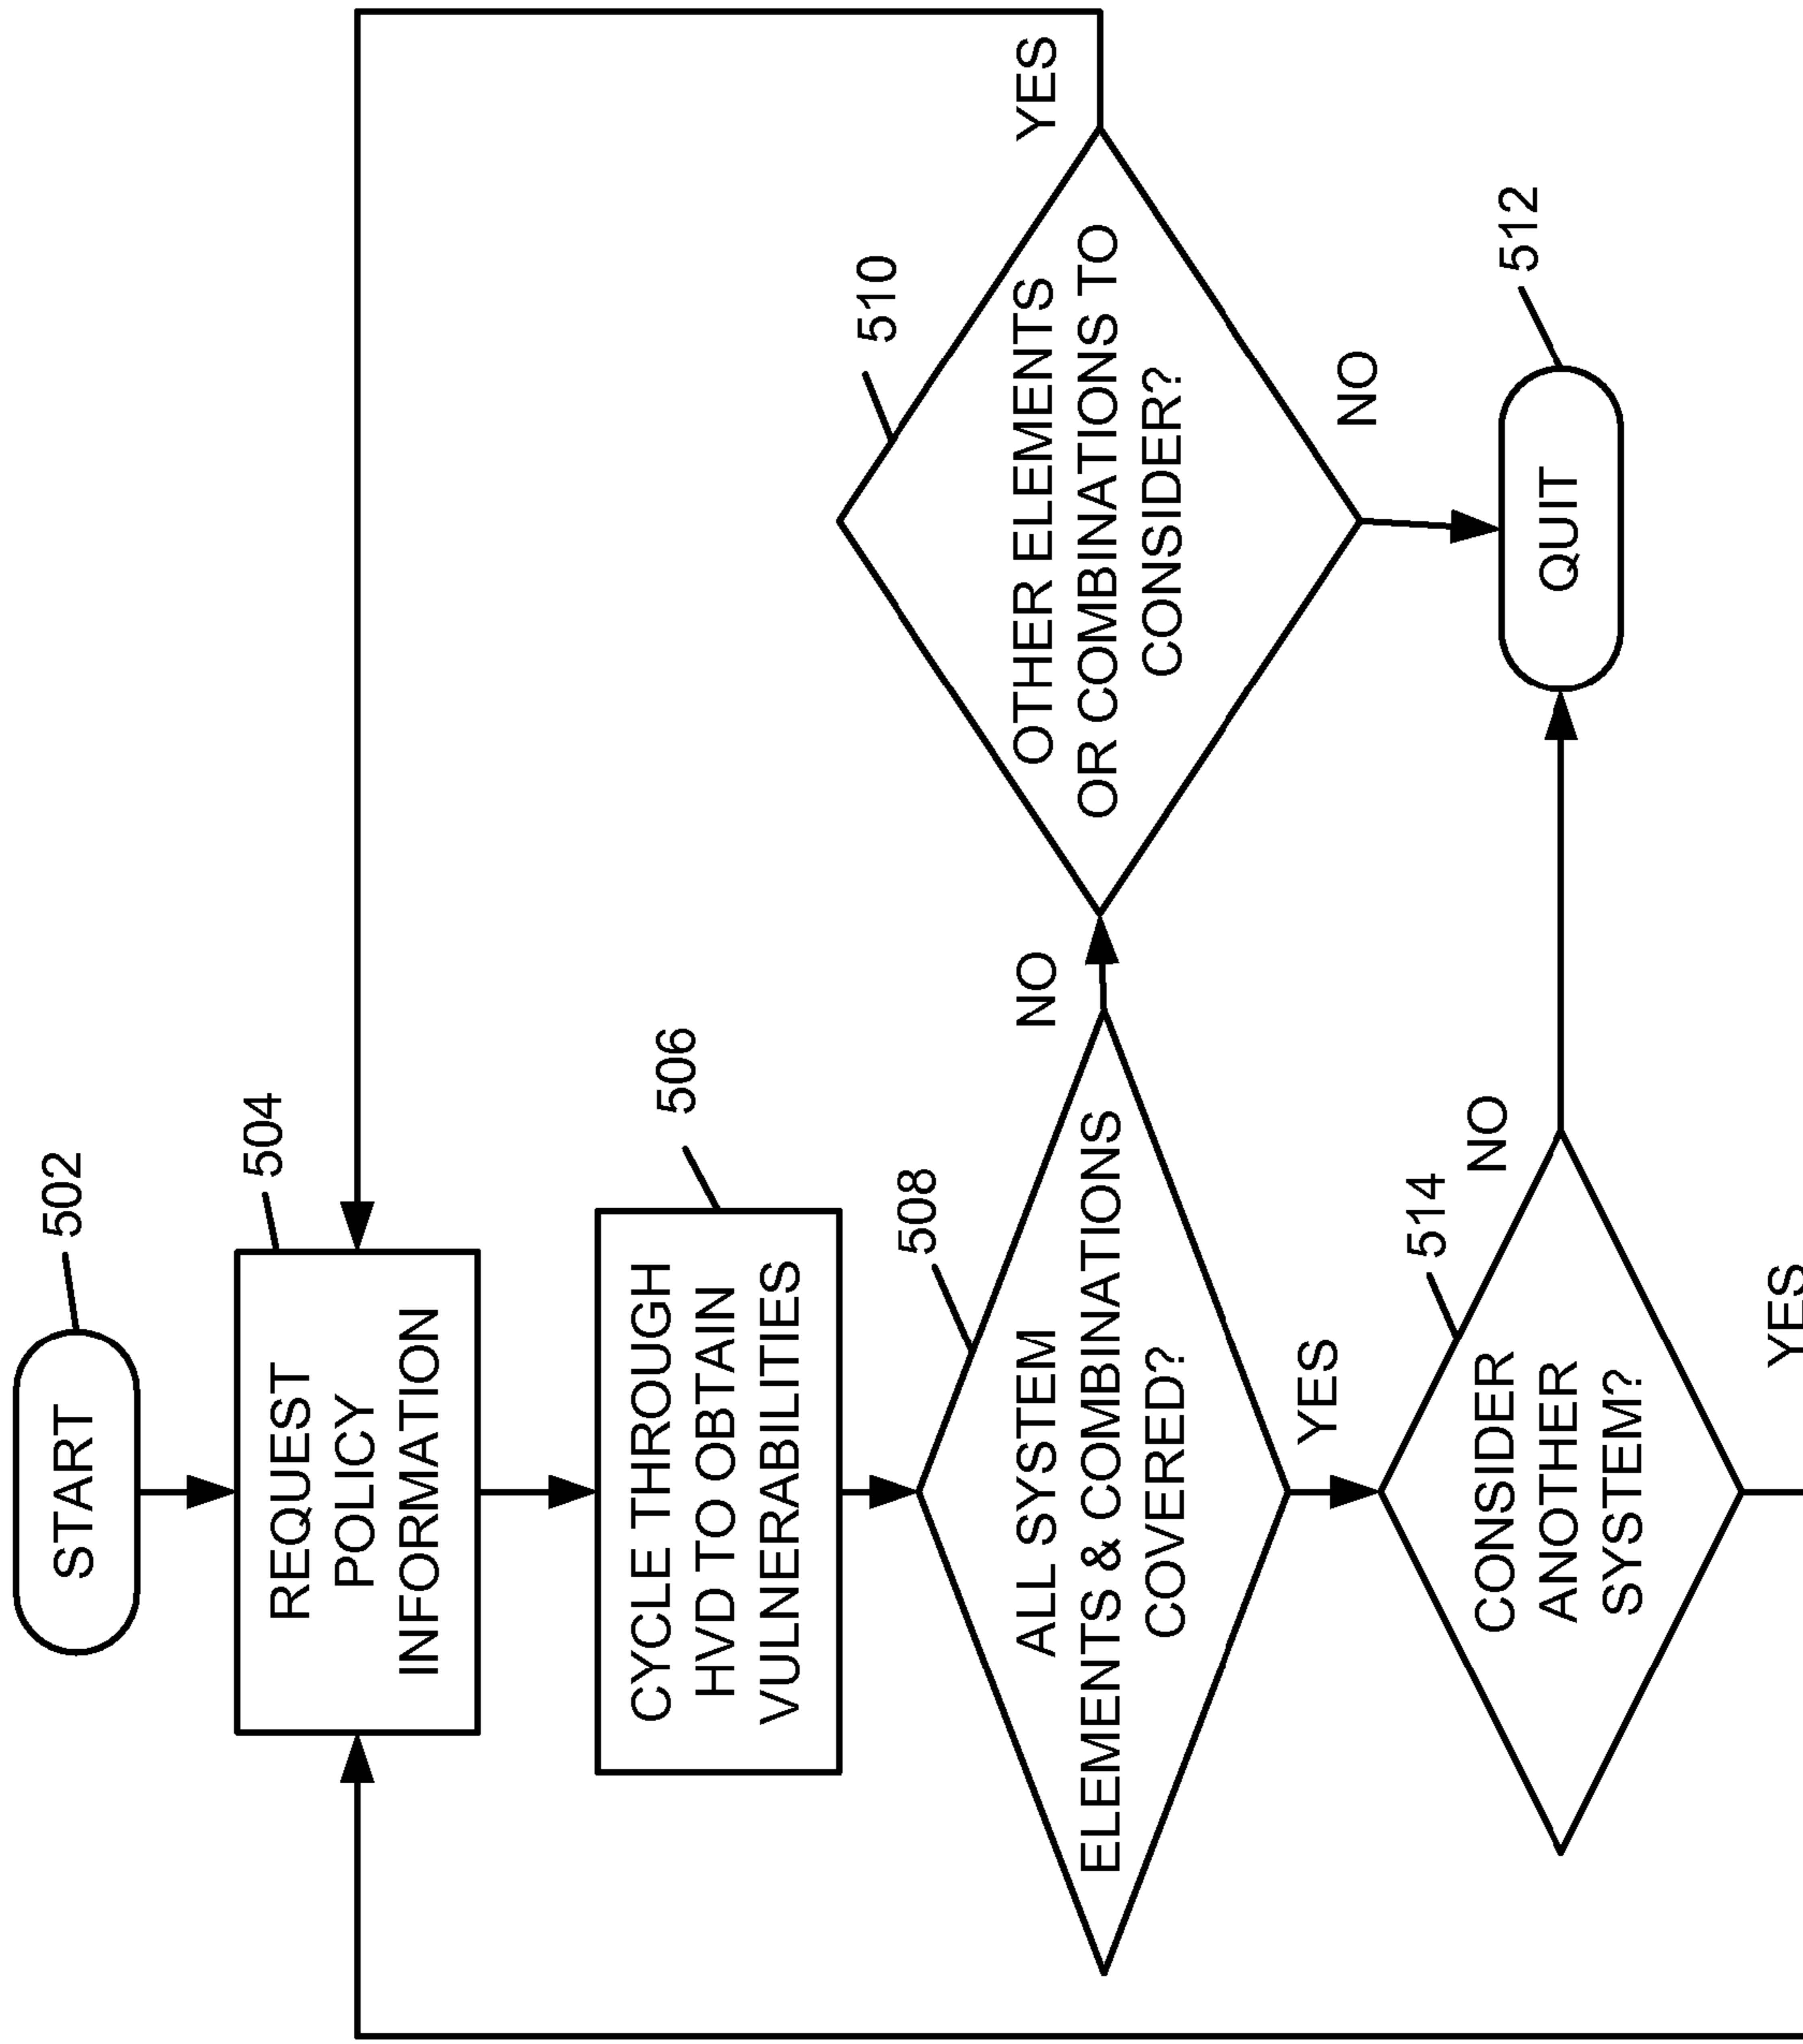 START
502
REQUEST
POLICY
INFORMATION
504
CYCLE THROUGH
HVD TO OBTAIN
VULNERABILITIES
506
ALL SYSTEM
ELEMENTS & COMBINATIONS
COVERED?
508
NO
YES
OTHER ELEMENTS
OR COMBINATIONS TO
CONSIDER?
510
YES
NO
CONSIDER
ANOTHER
SYSTEM?
514
NO
YES
QUIT
512